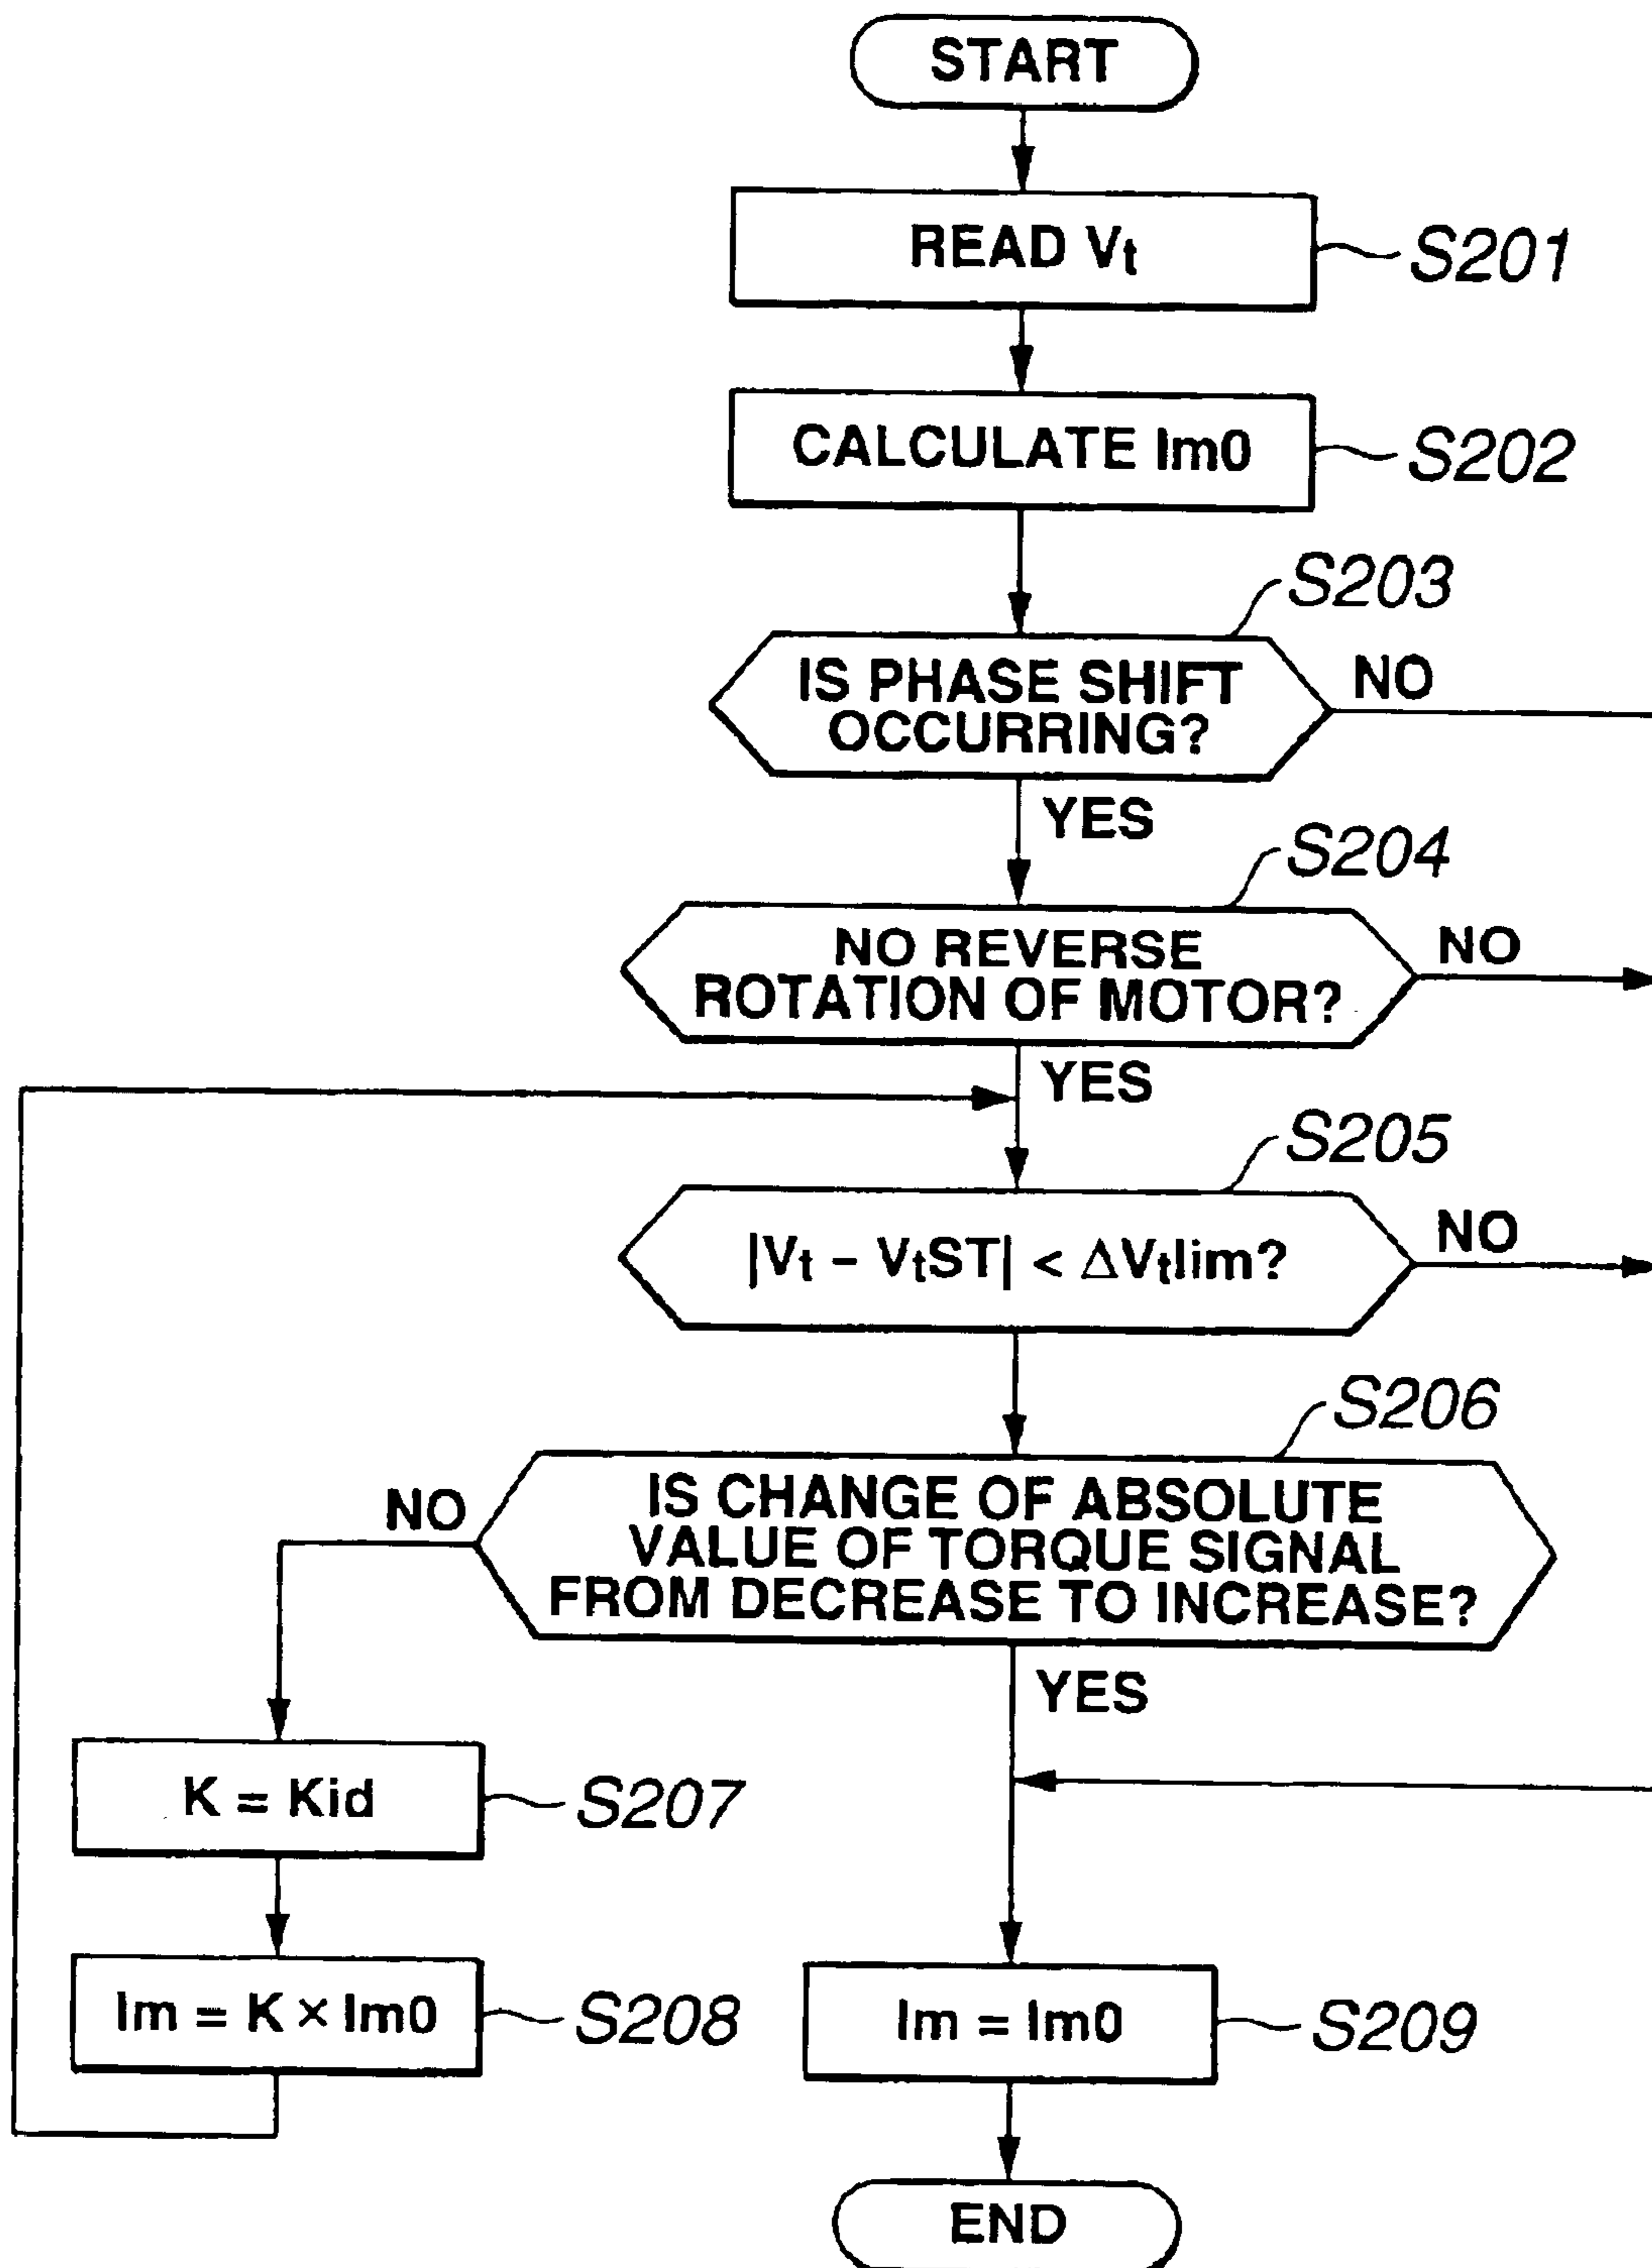 START
READ Vt
S201
CALCULATE Im0
S202
S203
IS PHASE SHIFT
OCCURRING?
NO
YES
S204
NO REVERSE
ROTATION OF MOTOR?
NO
YES
S205
|Vt – VtST| < ΔVtlim?
NO
S206
IS CHANGE OF ABSOLUTE
VALUE OF TORQUE SIGNAL
FROM DECREASE TO INCREASE?
NO
YES
K = Kid
S207
Im = K × Im0
S208
Im = Im0
S209
END